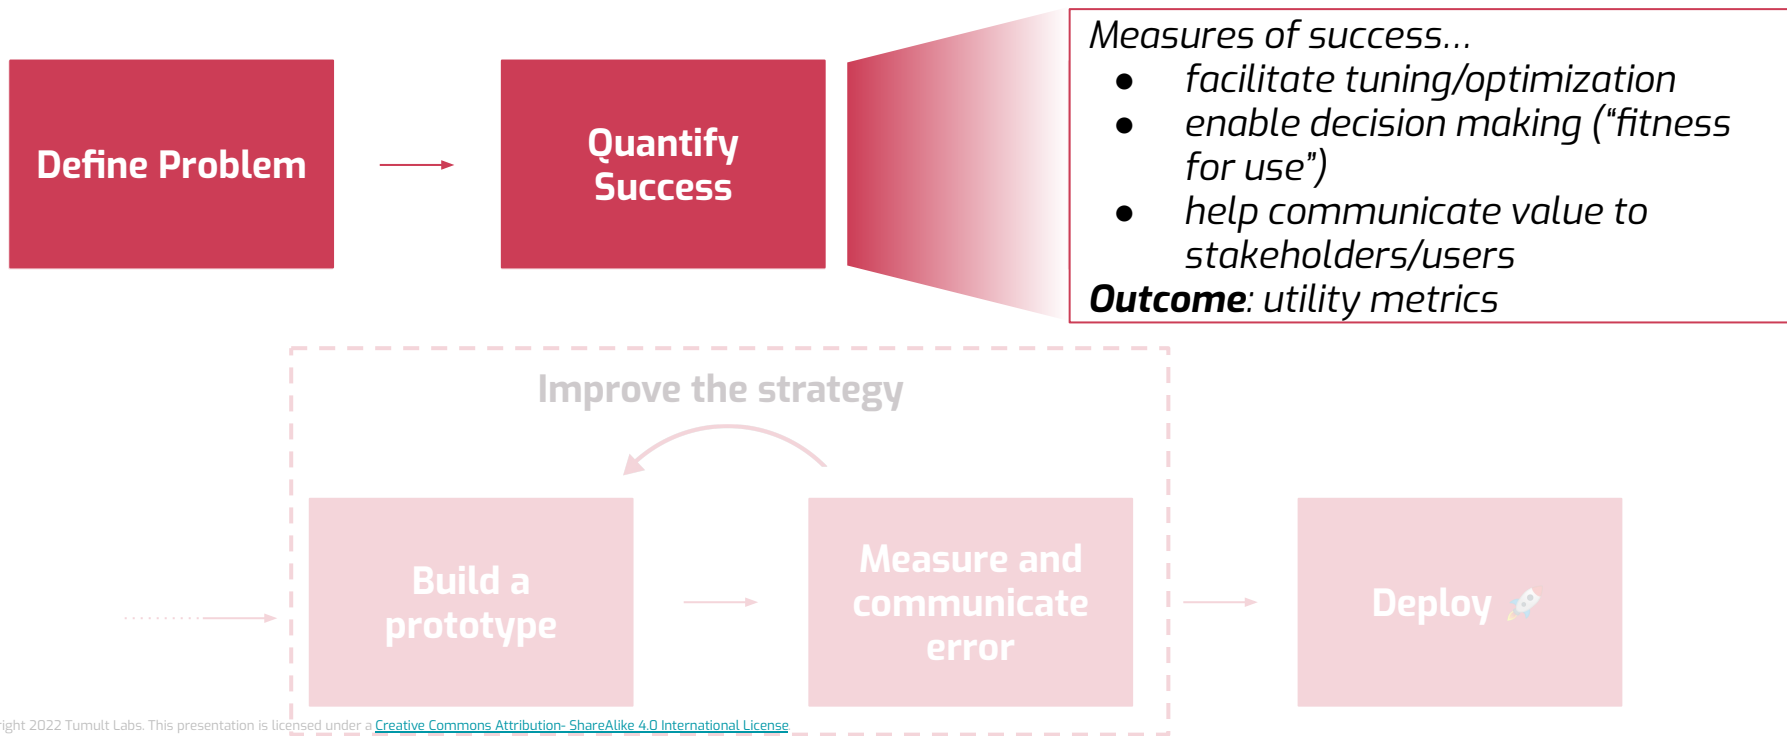 Define Problem
Quantify
Success
Measures of success...
● facilitate tuning/optimization
● enable decision making (“fitness
for use”)
● help communicate value to
stakeholders/users
Outcome: utility metrics
Improve the strategy
Build a
prototype
Measure and
communicate
error
Deploy 🚀
right 2022 Tumult Labs. This presentation is licensed under a Creative Commons Attribution- ShareAlike 4.0 International License